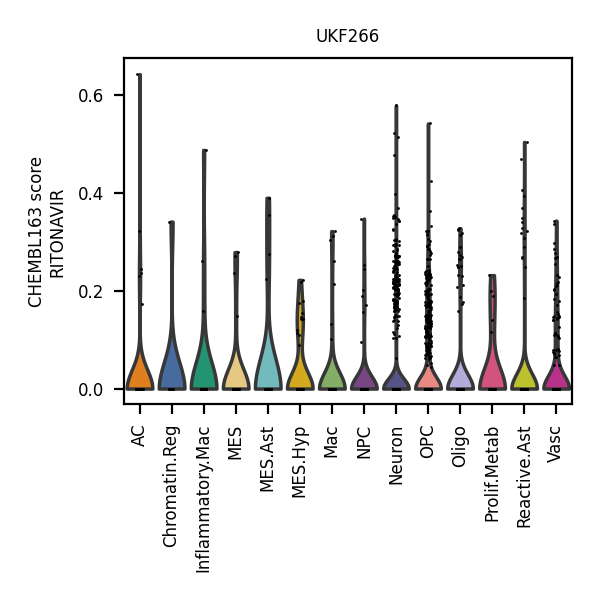 UKF266
CHEMBL163 score
RITONAVIR
0.6
0.4
0.2
0.0
AC
Chromatin.Reg
Inflammatory.Mac
MES
MES.Ast
MES.Hyp
Mac
NPC
Neuron
OPC
Oligo
Prolif.Metab
Reactive.Ast
Vasc